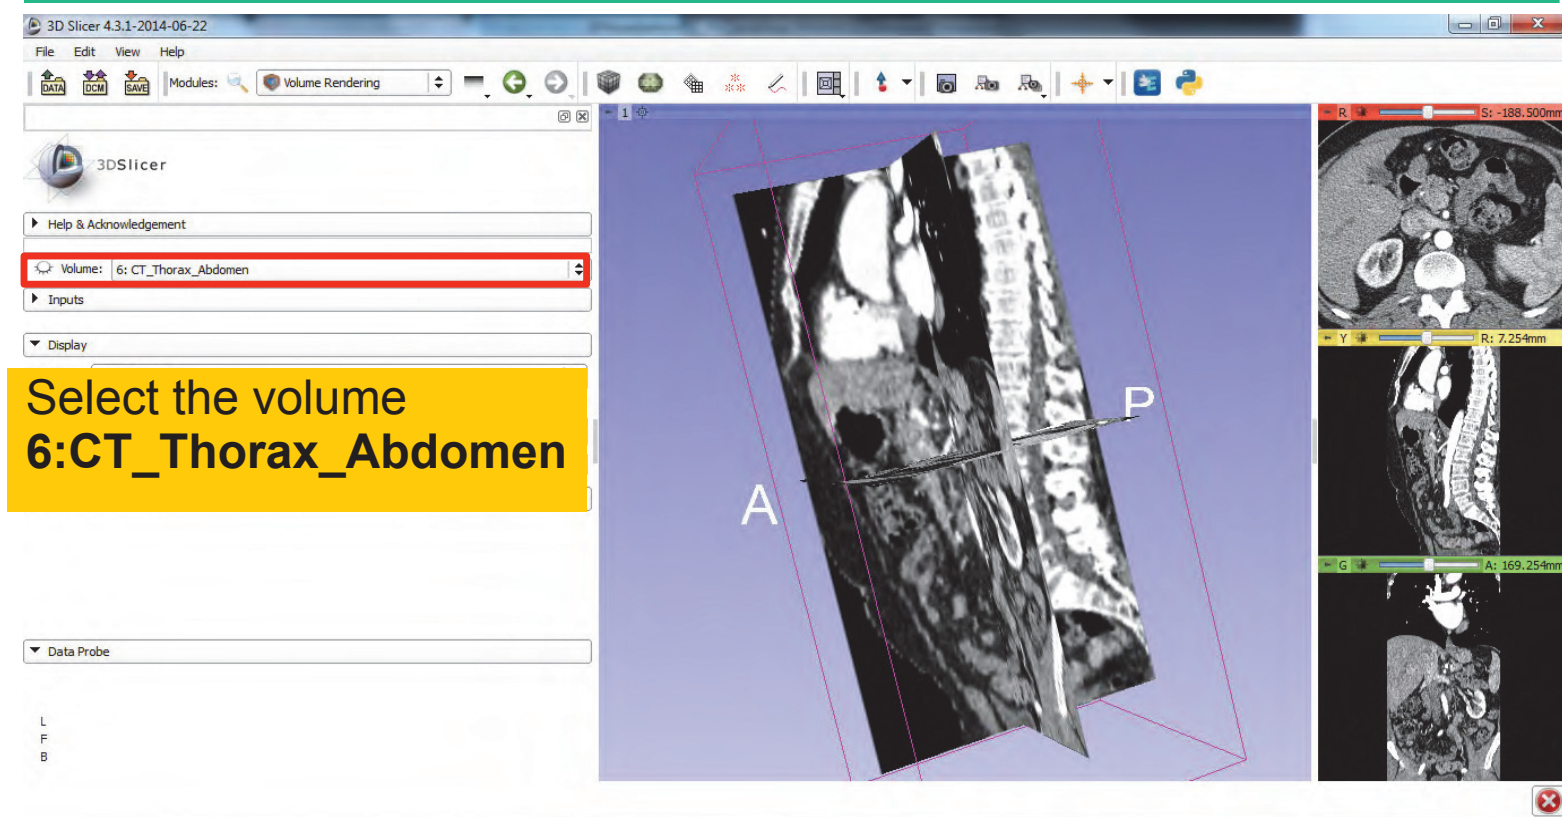 3D Slicer 4.3.1-2014-06-22
File Edit View Help
DATA DCM SAVE Modules: Volume Rendering
1
R S: -188.500mm
3DSlicer
Help & Acknowledgement
Volume: 6: CT_Thorax_Abdomen
Inputs
Display
Y R: 7.254mm
Select the volume
6:CT_Thorax_Abdomen
P
A
G A: 169.254mm
Data Probe
L
F
B